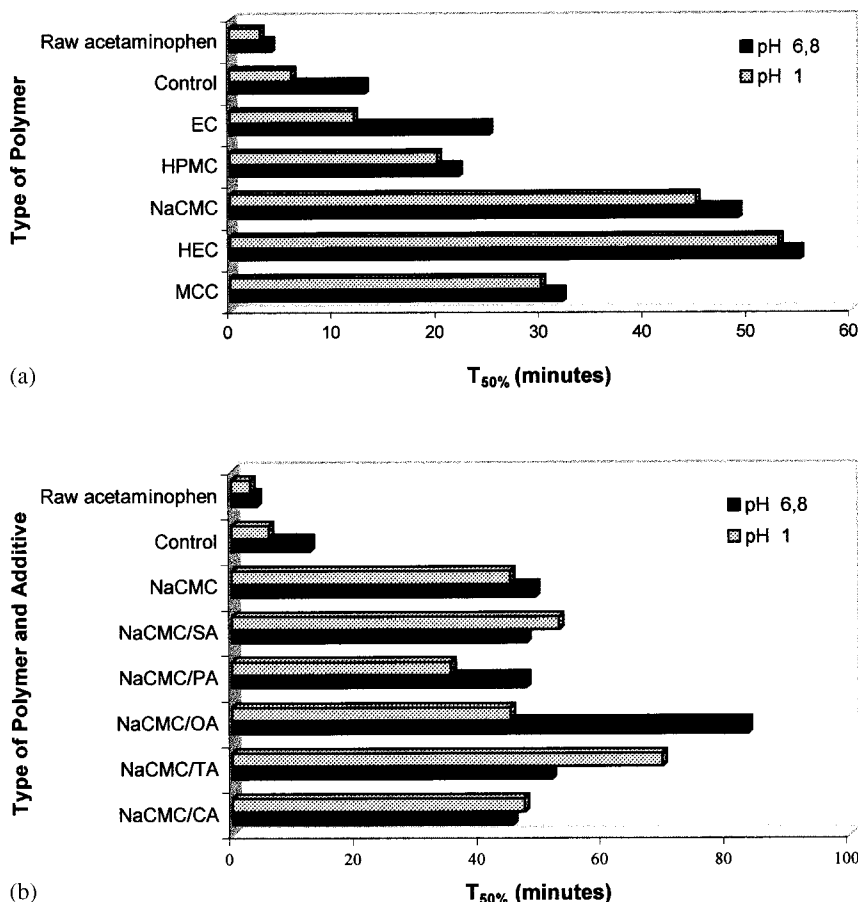 Type of Polymer
Raw acetaminophen
Control
EC
HPMC
NaCMC
HEC
MCC
pH 6,8
pH 1
0 10 20 30 40 50 60
T50% (minutes)
(a)
Type of Polymer and Additive
Raw acetaminophen
Control
NaCMC
NaCMC/SA
NaCMC/PA
NaCMC/OA
NaCMC/TA
NaCMC/CA
pH 6,8
pH 1
0 20 40 60 80 100
T50% (minutes)
(b)